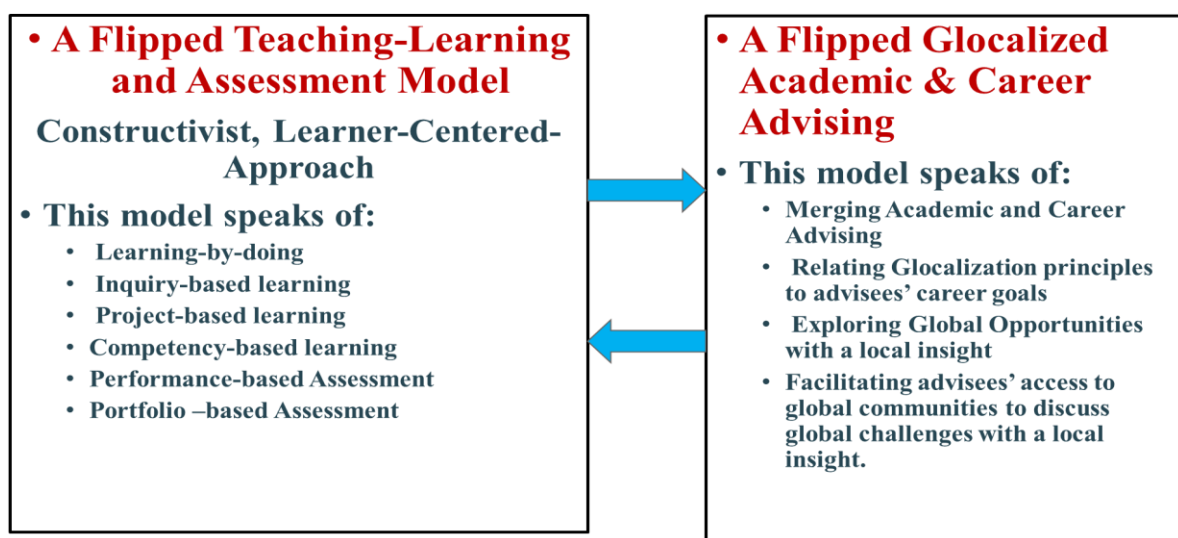 • A Flipped Teaching-Learning
and Assessment Model
Constructivist, Learner-Centered-
Approach
• This model speaks of:
• Learning-by-doing
• Inquiry-based learning
• Project-based learning
• Competency-based learning
• Performance-based Assessment
• Portfolio –based Assessment
• A Flipped Glocalized
Academic & Career
Advising
• This model speaks of:
• Merging Academic and Career
Advising
• Relating Glocalization principles
to advisees’ career goals
• Exploring Global Opportunities
with a local insight
• Facilitating advisees’ access to
global communities to discuss
global challenges with a local
insight.